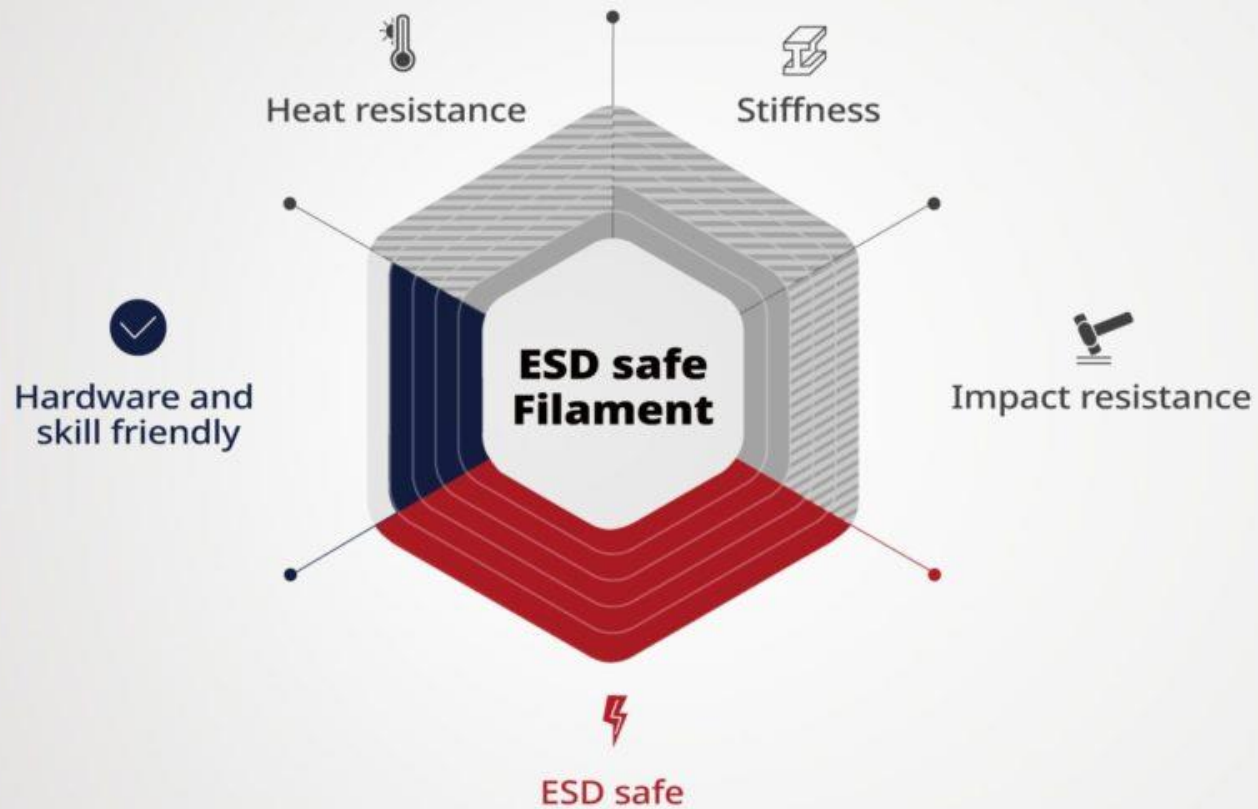 Heat resistance
Stiffness
Hardware and
skill friendly
ESD safe
Filament
Impact resistance
ESD safe